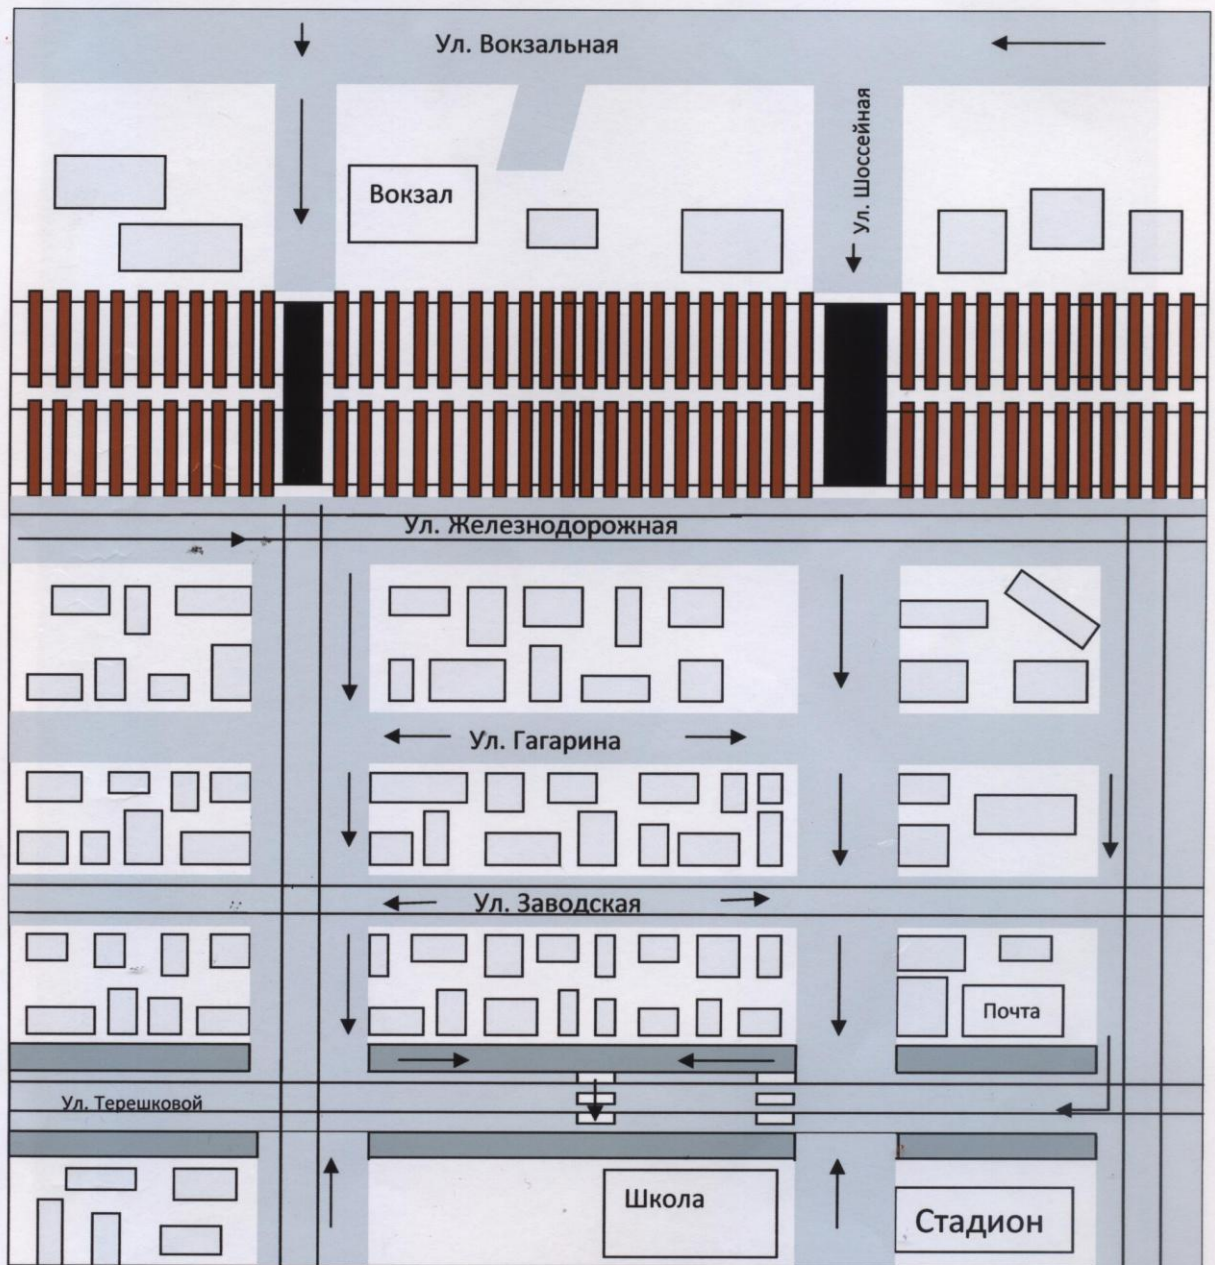 Ул. Вокзальная
Ул. Шоссейная
Вокзал
Ул. Железнодорожная
Ул. Гагарина
Ул. Заводская
Почта
Ул. Терешковой
Школа
Стадион